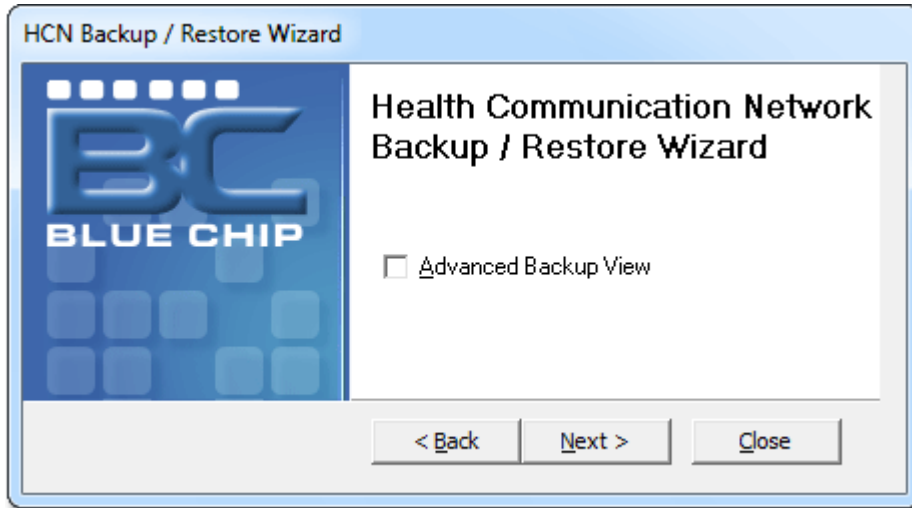 HCN Backup / Restore Wizard
BC
BLUE CHIP
Health Communication Network
Backup / Restore Wizard
Advanced Backup View
< Back
Next >
Close